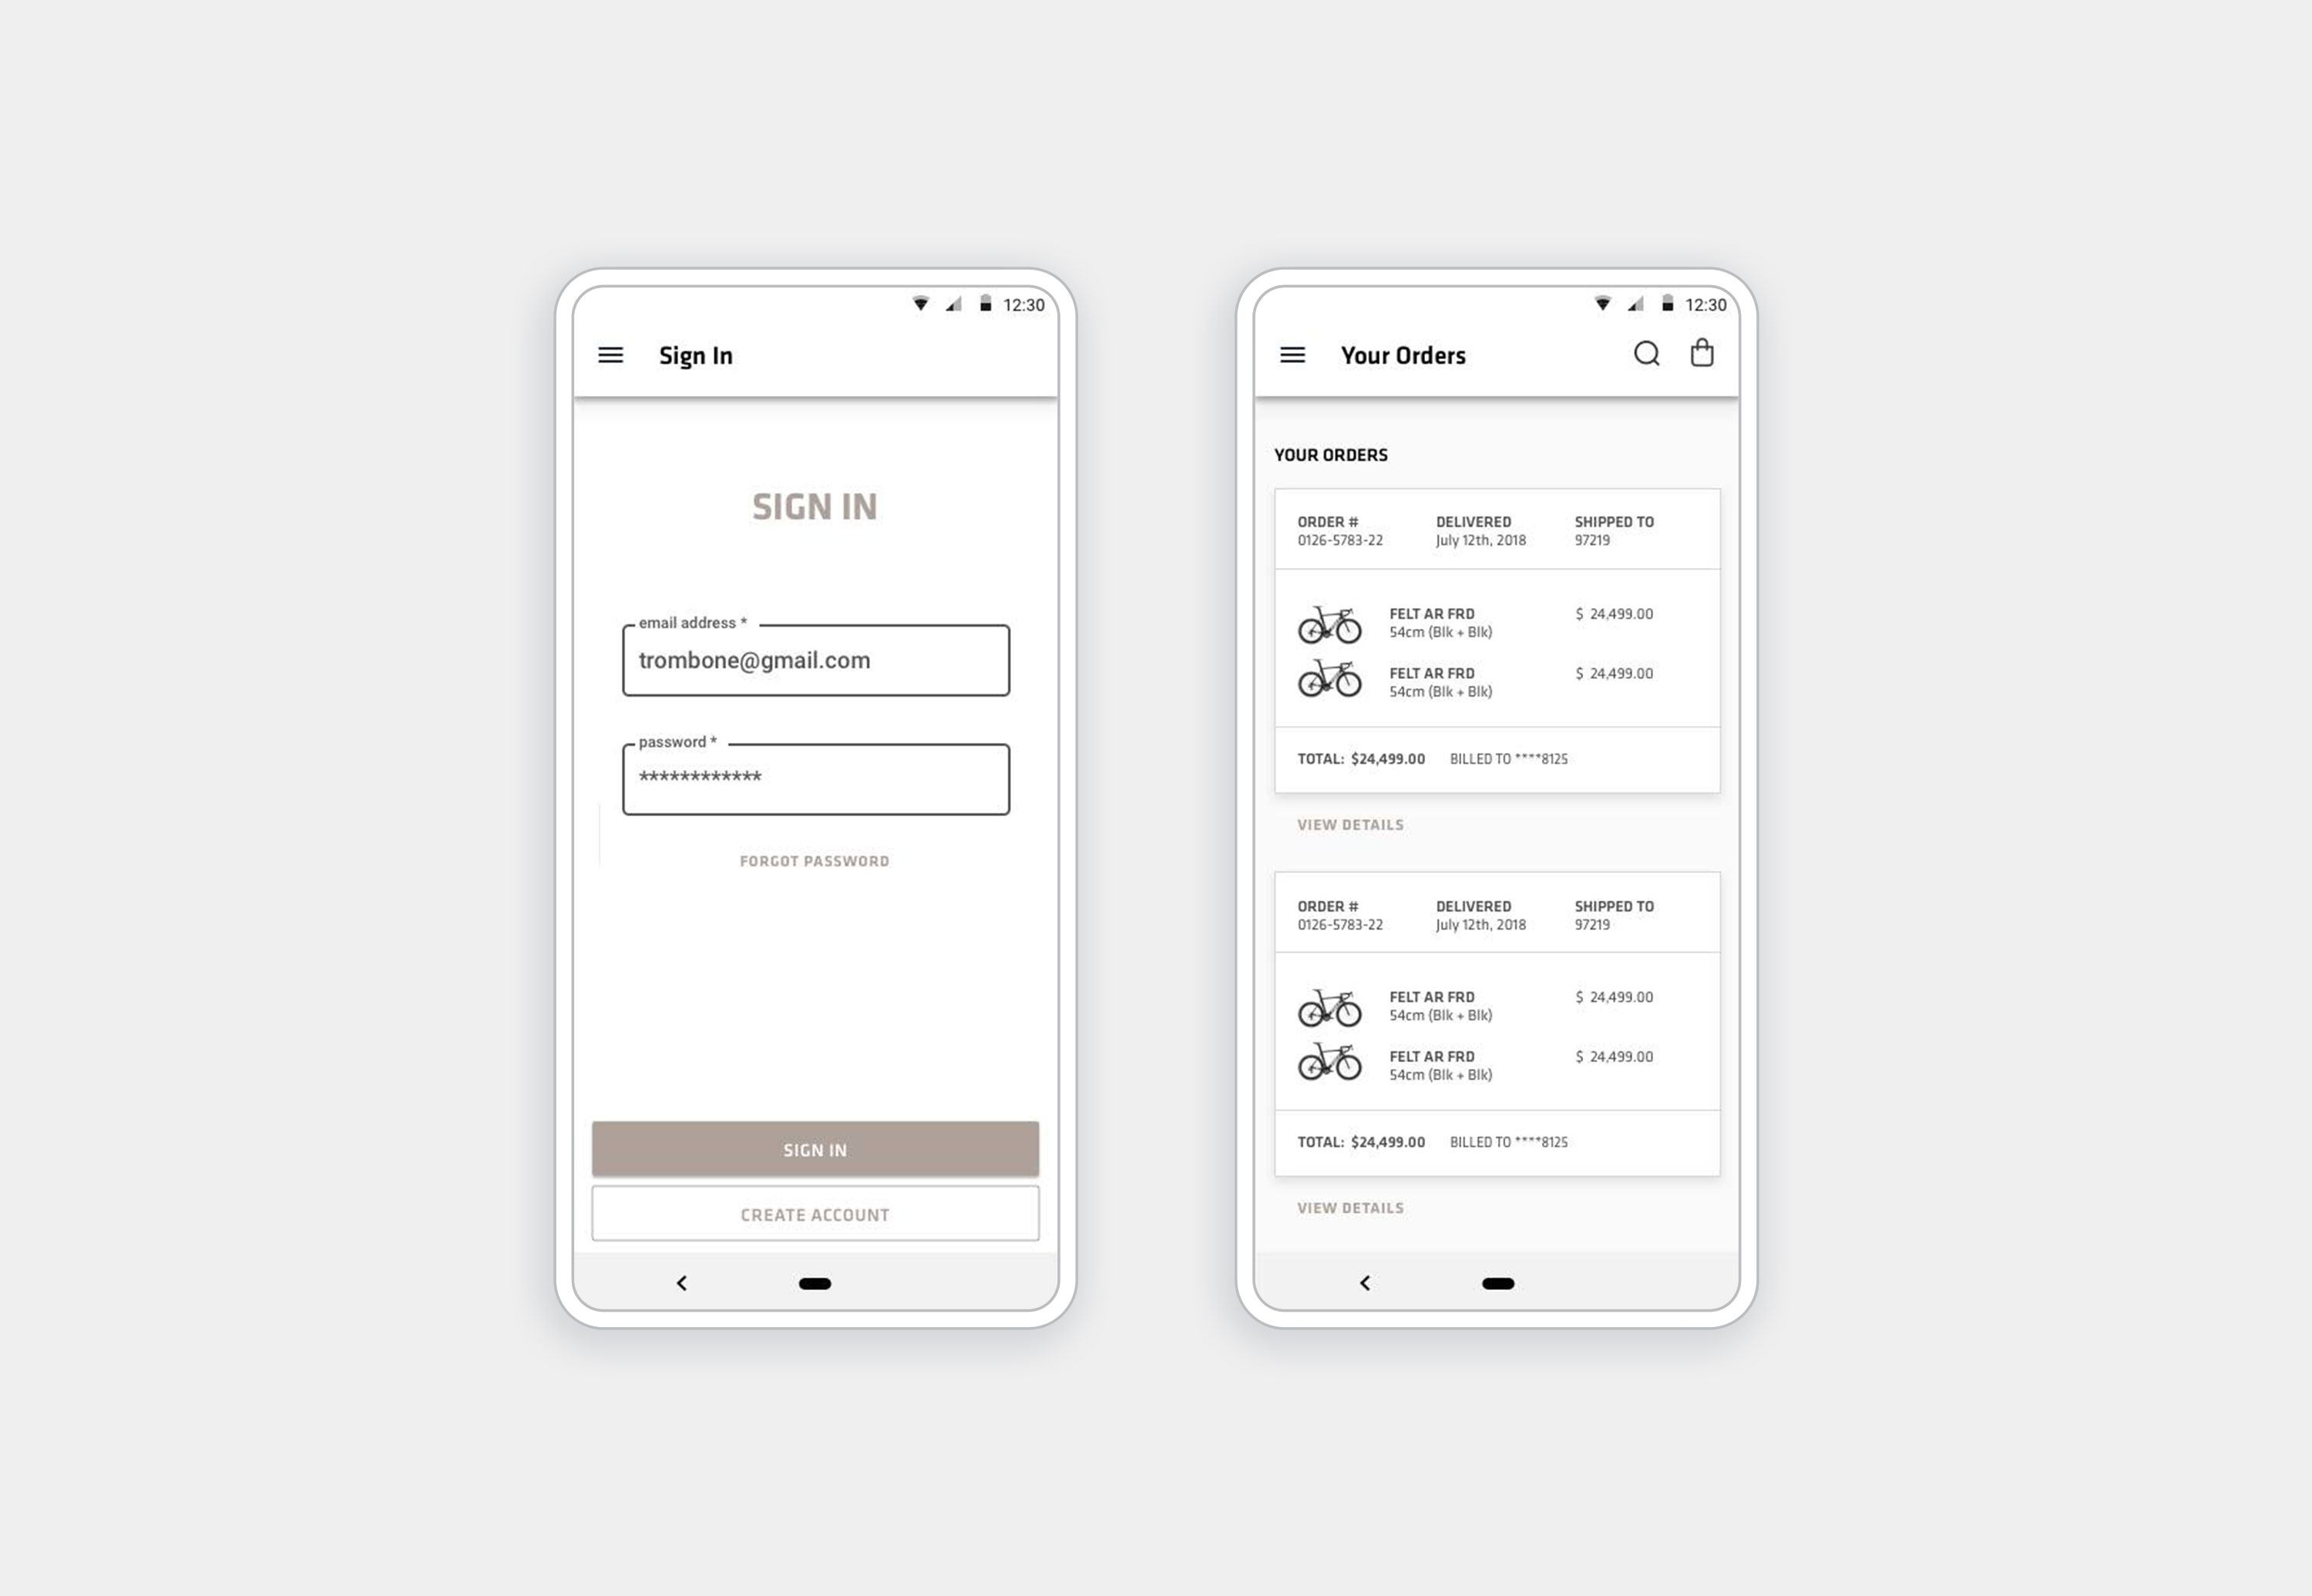 12:30
Sign In
SIGN IN
email address *
trombone@gmail.com
password *
************
FORGOT PASSWORD
SIGN IN
CREATE ACCOUNT
12:30
Your Orders
YOUR ORDERS
ORDER # DELIVERED SHIPPED TO
0126-5783-22 July 12th, 2018 97219
FELT AR FRD $ 24,499.00
54cm (Blk + Blk)
FELT AR FRD $ 24,499.00
54cm (Blk + Blk)
TOTAL: $24,499.00 BILLED TO ****8125
VIEW DETAILS
ORDER # DELIVERED SHIPPED TO
0126-5783-22 July 12th, 2018 97219
FELT AR FRD $ 24,499.00
54cm (Blk + Blk)
FELT AR FRD $ 24,499.00
54cm (Blk + Blk)
TOTAL: $24,499.00 BILLED TO ****8125
VIEW DETAILS